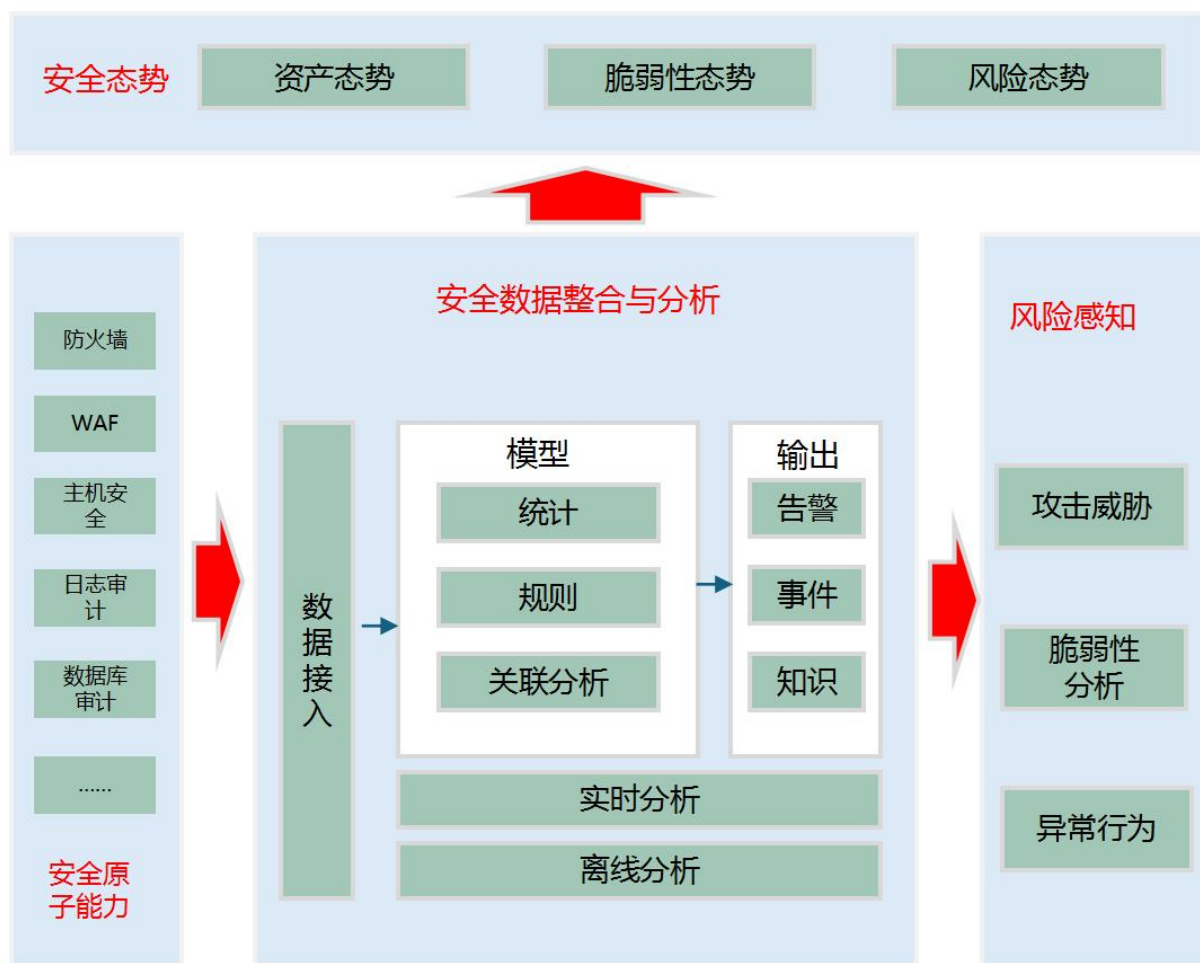 安全态势
资产态势
脆弱性态势
风险态势
防火墙
WAF
主机安
全
日志审
计
数据库
审计
......
安全原
子能力
安全数据整合与分析
数
据
接
入
模型
统计
规则
关联分析
输出
告警
事件
知识
实时分析
离线分析
风险感知
攻击威胁
脆弱性
分析
异常行为